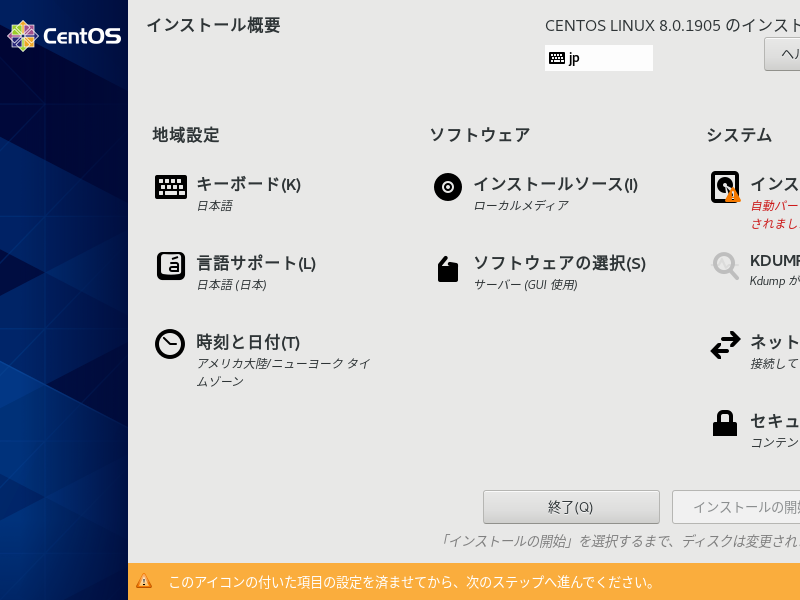 CentOS
インストール概要
CENTOS LINUX 8.0.1905 のインスト
jp
ヘル
地域設定
ソフトウェア
システム
キーボード(K)
日本語
インストールソース(I)
ローカルメディア
インス
自動パー
されまし
言語サポート(L)
日本語 (日本)
ソフトウェアの選択(S)
サーバー (GUI 使用)
KDUMP
Kdump が
時刻と日付(T)
アメリカ大陸/ニューヨーク タイ
ムゾーン
ネット
接続して
セキュ
コンテン
終了(Q)
インストールの開始
「インストールの開始」を選択するまで、ディスクは変更され
このアイコンの付いた項目の設定を済ませてから、次のステップへ進んでください。